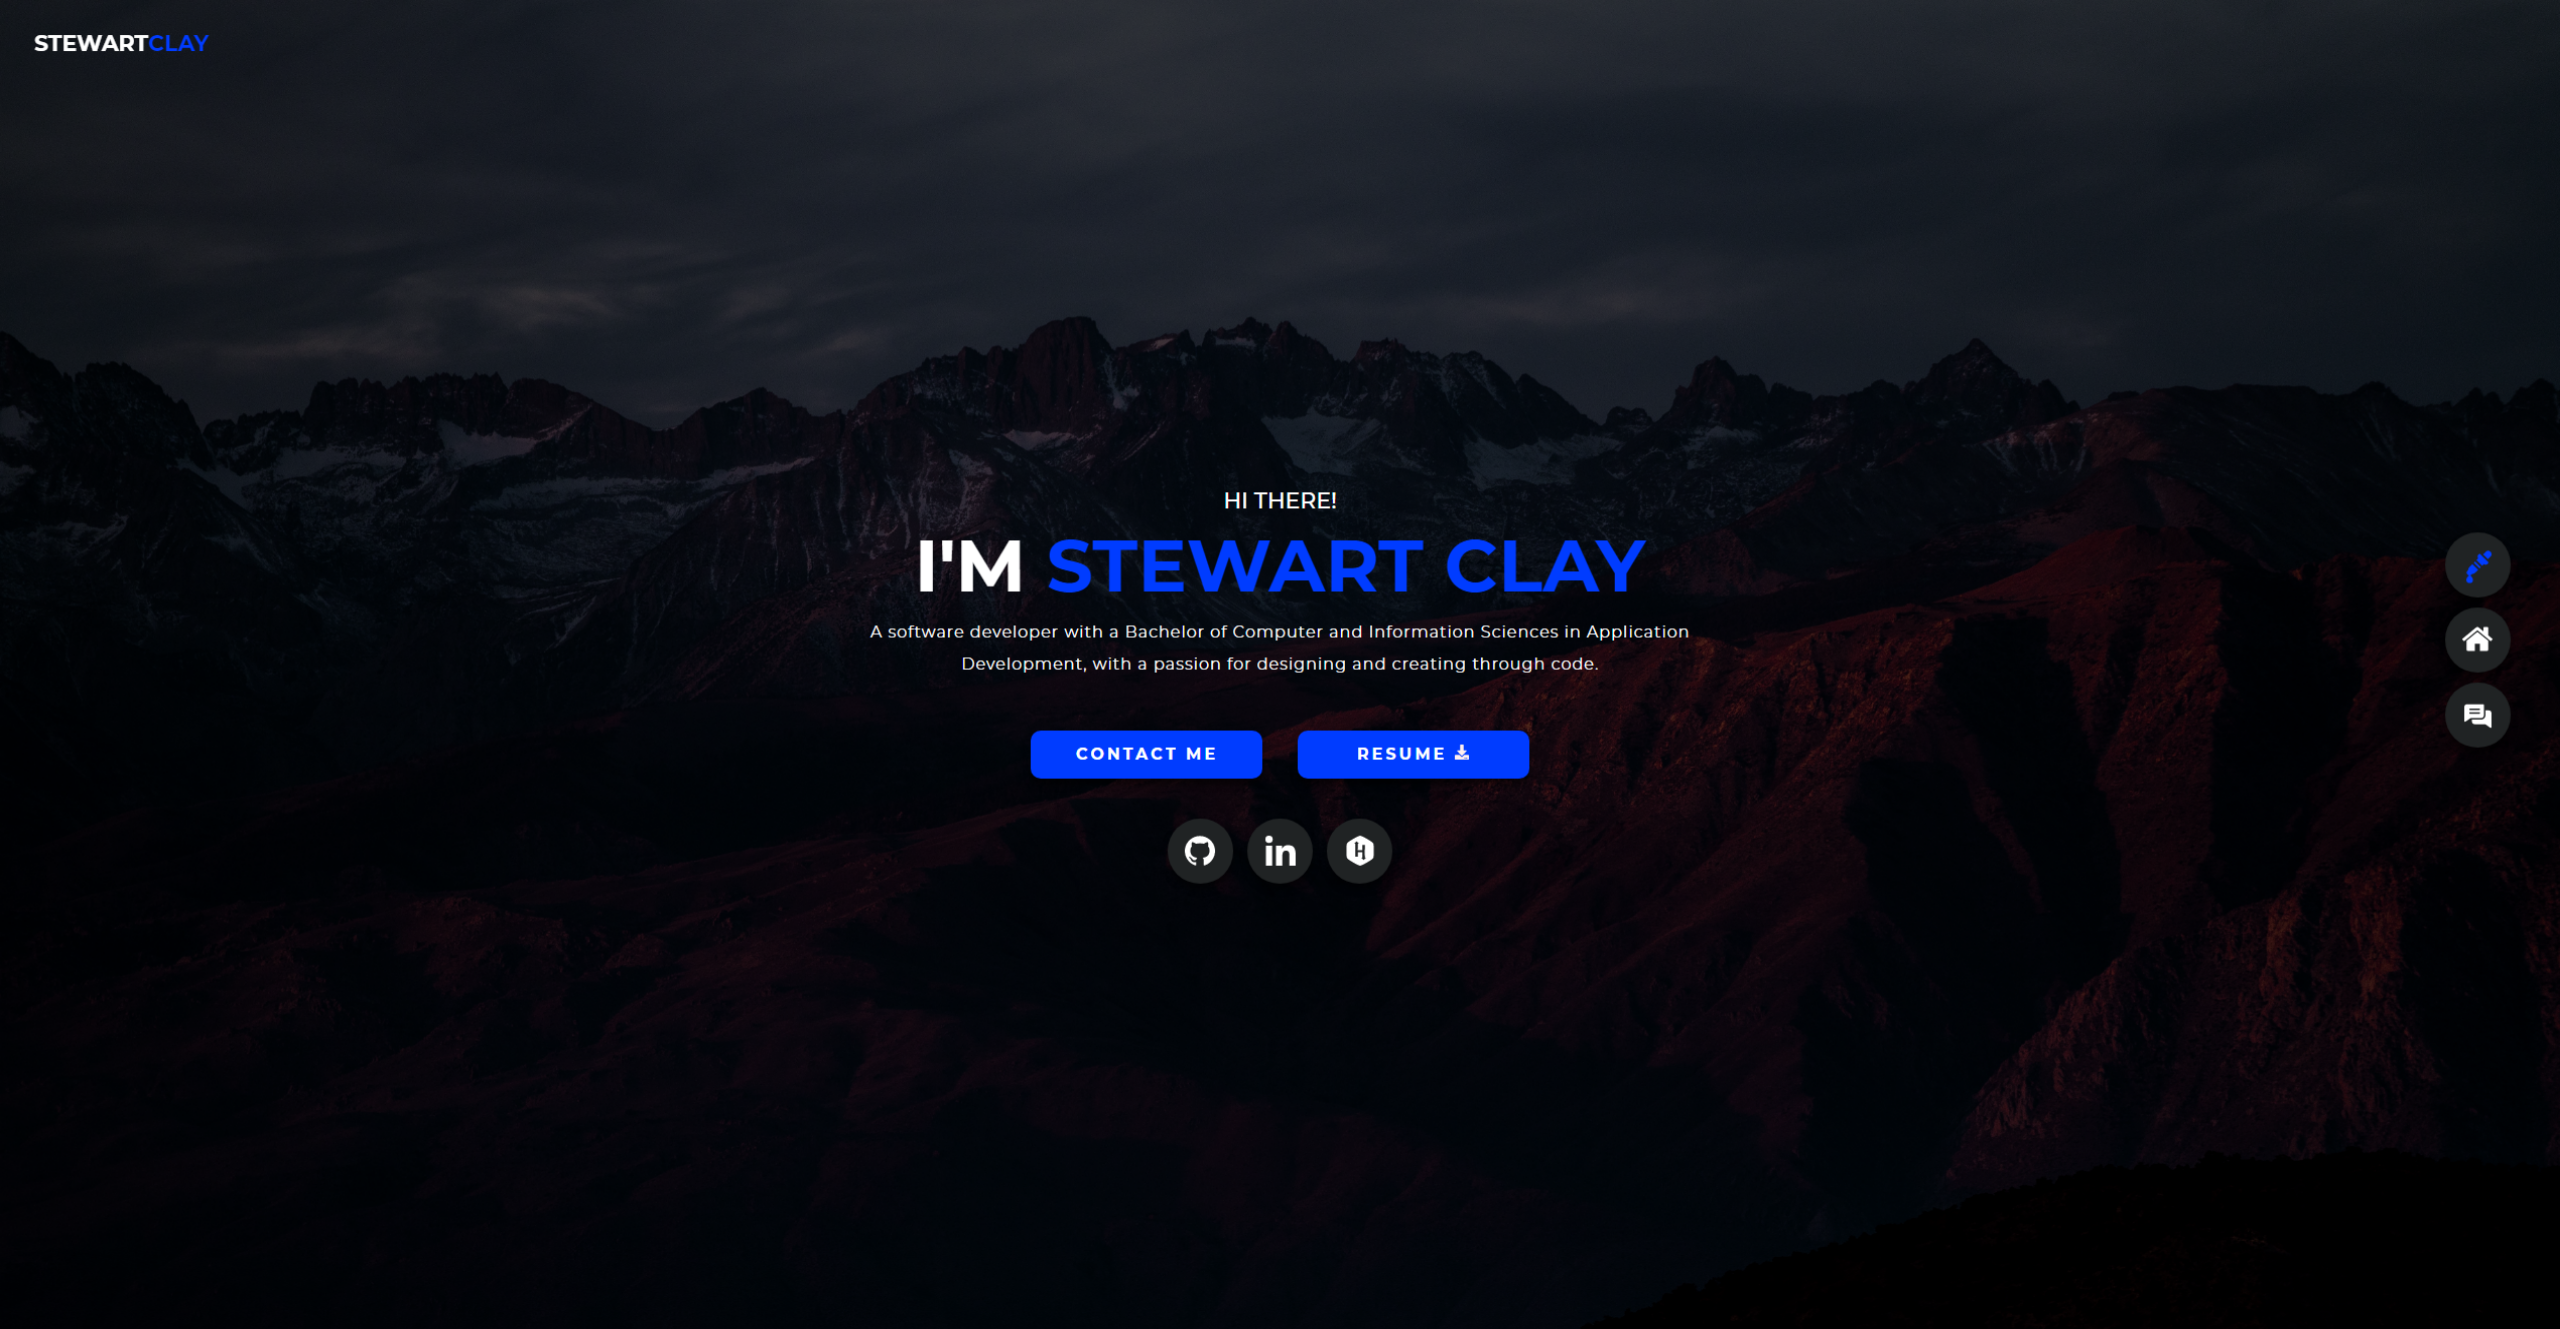 STEWARTCLAY
HI THERE!
I'M STEWART CLAY
A software developer with a Bachelor of Computer and Information Sciences in Application
Development, with a passion for designing and creating through code.
CONTACT ME
RESUME
in